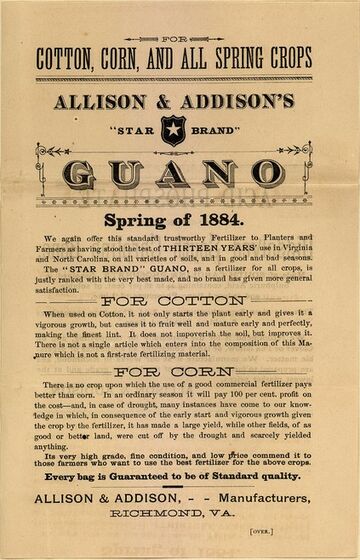 FOR
COTTON, CORN, AND ALL SPRING CROPS
ALLISON & ADDISON'S
"STAR BRAND"
GUANO
Spring of 1884.
We again offer this standard trustworthy Fertilizer to Planters and
Farmers as having stood the test of THIRTEEN YEARS' use in Virginia
and North Carolina, on all varieties of soils, and in good and bad seasons.
The "STAR BRAND" GUANO, as a fertilizer for all crops, is
justly ranked with the very best made, and no brand has given more general
satisfaction.
FOR COTTON
When used on Cotton, it not only starts the plant early and gives it a
vigorous growth, but causes it to fruit well and mature early and perfectly,
making the finest lint. It does not impoverish the soil, but improves it.
There is not a single article which enters into the composition of this Ma-
nure which is not a first-rate fertilizing material.
FOR CORN
There is no crop upon which the use of a good commercial fertilizer pays
better than corn. In an ordinary season it will pay 100 per cent. profit on
the cost—and, in case of drought, many instances have come to our know-
ledge in which, in consequence of the early start and vigorous growth given
the crop by the fertilizer, it has made a large yield, while other fields, of as
good or better land, were cut off by the drought and scarcely yielded
anything.
Its very high grade, fine condition, and low price commend it to
those farmers who want to use the best fertilizer for the above crops.
Every bag is Guaranteed to be of Standard quality.
ALLISON & ADDISON, - - Manufacturers,
RICHMOND, VA.
[OVER.]